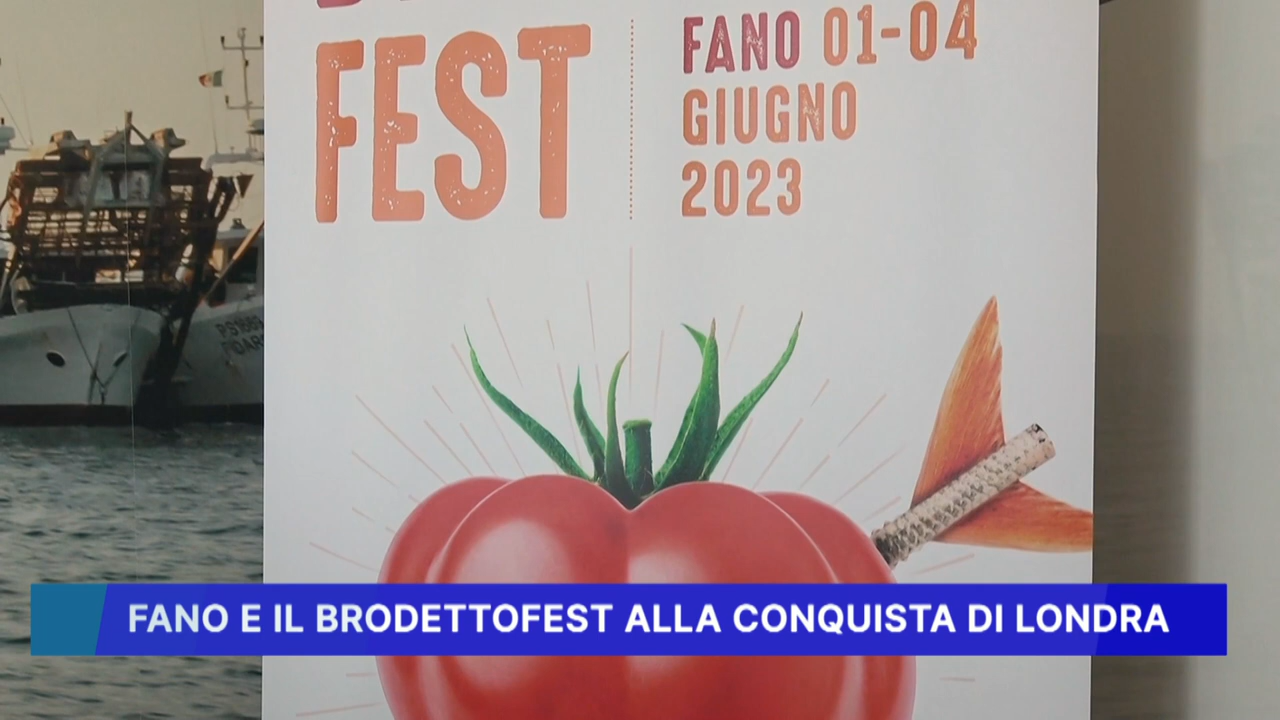 FEST
FANO 01-04
GIUGNO
2023
FANO E IL BRODETTOFEST ALLA CONQUISTA DI LONDRA